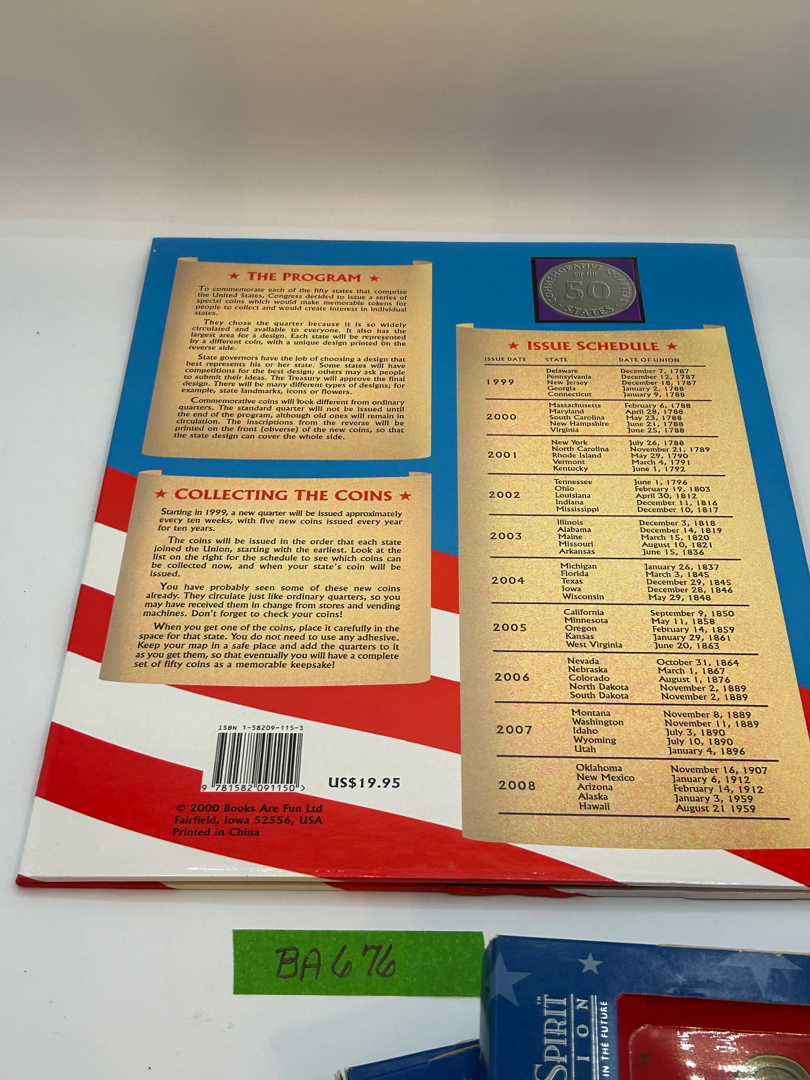 ★ THE PROGRAM ★
To commemorate each of the fifty states that comprise
the United States, Congress decided to issue a series of
special coins which would make memorable tokens for
people to collect and would create interest in individual
states.
They chose the quarter because it is so widely
circulated and available to everyone. It also has the
largest area for a design. Each state will be represented
by a different coin, with a unique design printed on the
reverse side.
State governors have the job of choosing a design that
best represents his or her state. Some states will have
competitions for the best design; others may ask people
to submit their ideas. The Treasury will approve the final
design. There will be many different types of designs; for
example, state landmarks, icons or flowers.
Commemorative coins will look different from ordinary
quarters. The standard quarter will not be issued until
the end of the program, although old ones will remain in
circulation. The inscriptions from the reverse will be
printed on the front (obverse) of the new coins, so that
the state design can cover the whole side.
★ COLLECTING THE COINS ★
Starting in 1999, a new quarter will be issued approximately
every ten weeks, with five new coins issued every year
for ten years.
The coins will be issued in the order that each state
joined the Union, starting with the earliest. Look at the
list on the right for the schedule to see which coins can
be collected now, and when your state's coin will be
issued.
You have probably seen some of these new coins
already. They circulate just like ordinary quarters, so you
may have received them in change from stores and vending
machines. Don't forget to check your coins!
When you get one of the coins, place it carefully in the
space for that state. You do not need to use any adhesive.
Keep your map in a safe place and add the quarters to it
as you get them, so that eventually you will have a complete
set of fifty coins as a memorable keepsake!
ISBN 1-58209-115-3
9 781582 091150 >
US$19.95
© 2000 Books Are Fun Ltd
Fairfield, Iowa 52556, USA
Printed in China
COMMEMORATIVE QUARTERS
OF THE
50
STATES
★ ISSUE SCHEDULE ★
ISSUE DATE STATE DATE OF UNION
1999
Delaware December 7, 1787
Pennsylvania December 12, 1787
New Jersey December 18, 1787
Georgia January 2, 1788
Connecticut January 9, 1788
2000
Massachusetts February 6, 1788
Maryland April 28, 1788
South Carolina May 23, 1788
New Hampshire June 21, 1788
Virginia June 25, 1788
2001
New York July 26, 1788
North Carolina November 21, 1789
Rhode Island May 29, 1790
Vermont March 4, 1791
Kentucky June 1, 1792
2002
Tennessee June 1, 1796
Ohio February 19, 1803
Louisiana April 30, 1812
Indiana December 11, 1816
Mississippi December 10, 1817
2003
Illinois December 3, 1818
Alabama December 14, 1819
Maine March 15, 1820
Missouri August 10, 1821
Arkansas June 15, 1836
2004
Michigan January 26, 1837
Florida March 3, 1845
Texas December 29, 1845
Iowa December 28, 1846
Wisconsin May 29, 1848
2005
California September 9, 1850
Minnesota May 11, 1858
Oregon February 14, 1859
Kansas January 29, 1861
West Virginia June 20, 1863
2006
Nevada October 31, 1864
Nebraska March 1, 1867
Colorado August 1, 1876
North Dakota November 2, 1889
South Dakota November 2, 1889
2007
Montana November 8, 1889
Washington November 11, 1889
Idaho July 3, 1890
Wyoming July 10, 1890
Utah January 4, 1896
2008
Oklahoma November 16, 1907
New Mexico January 6, 1912
Arizona February 14, 1912
Alaska January 3, 1959
Hawaii August 21 1959
BA676
SPIRIT™
ION
IN THE FUTURE